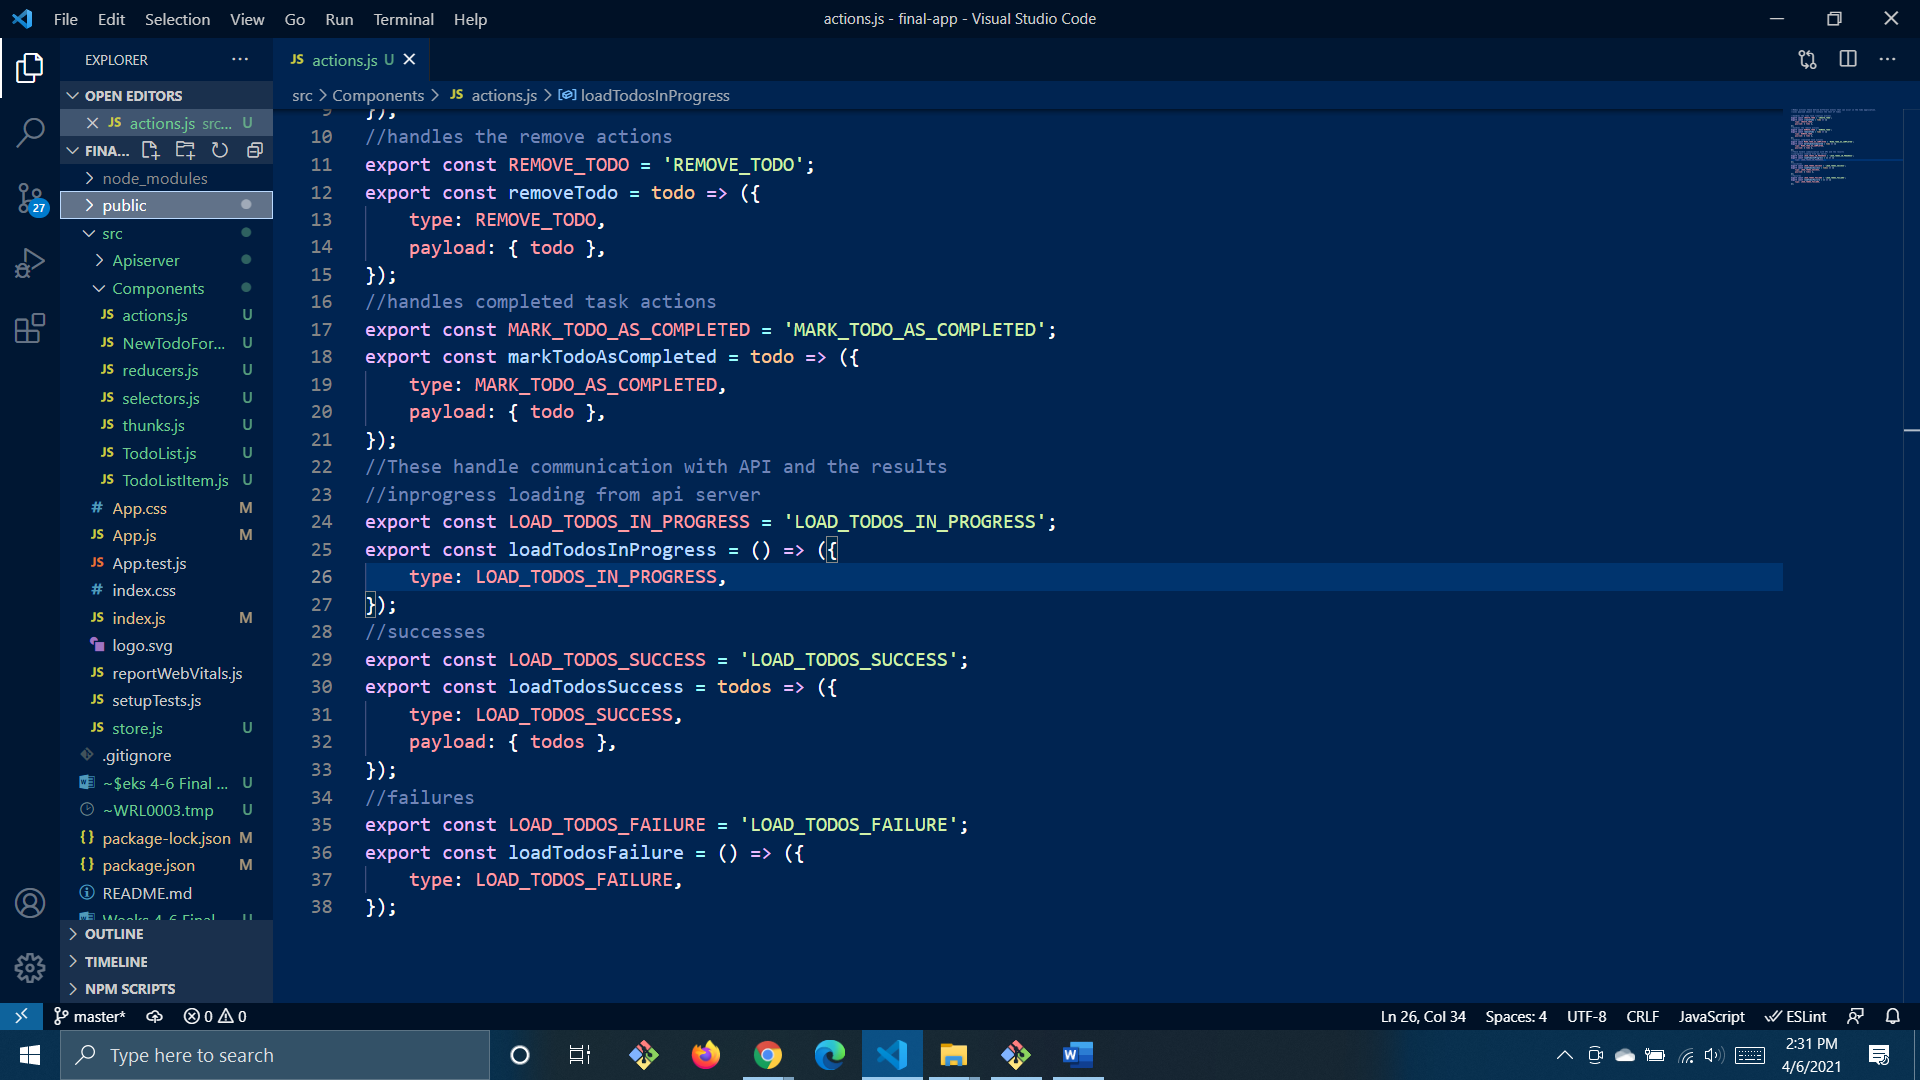 File Edit Selection View Go Run Terminal Help
actions.js - final-app - Visual Studio Code
EXPLORER
actions.js U
OPEN EDITORS
actions.js src... U
FINA...
node_modules
public
src
Apiserver
Components
JS actions.js U
JS NewTodoFor... U
JS reducers.js U
JS selectors.js U
JS thunks.js U
JS TodoList.js U
JS TodoListItem.js U
# App.css M
JS App.js M
JS App.test.js
# index.css
JS index.js M
logo.svg
JS reportWebVitals.js
JS setupTests.js
JS store.js U
.gitignore
~$eks 4-6 Final ... U
~WRL0003.tmp U
{} package-lock.json M
{} package.json M
README.md
Weeks 4-6 Final U
OUTLINE
TIMELINE
NPM SCRIPTS
27
src > Components > JS actions.js > loadTodosInProgress
9 });
10 //handles the remove actions
11 export const REMOVE_TODO = 'REMOVE_TODO';
12 export const removeTodo = todo => ({
13 type: REMOVE_TODO,
14 payload: { todo },
15 });
16 //handles completed task actions
17 export const MARK_TODO_AS_COMPLETED = 'MARK_TODO_AS_COMPLETED';
18 export const markTodoAsCompleted = todo => ({
19 type: MARK_TODO_AS_COMPLETED,
20 payload: { todo },
21 });
22 //These handle communication with API and the results
23 //inprogress loading from api server
24 export const LOAD_TODOS_IN_PROGRESS = 'LOAD_TODOS_IN_PROGRESS';
25 export const loadTodosInProgress = () => ({
26 type: LOAD_TODOS_IN_PROGRESS,
27 });
28 //successes
29 export const LOAD_TODOS_SUCCESS = 'LOAD_TODOS_SUCCESS';
30 export const loadTodosSuccess = todos => ({
31 type: LOAD_TODOS_SUCCESS,
32 payload: { todos },
33 });
34 //failures
35 export const LOAD_TODOS_FAILURE = 'LOAD_TODOS_FAILURE';
36 export const loadTodosFailure = () => ({
37 type: LOAD_TODOS_FAILURE,
38 });
master* 0 0
Ln 26, Col 34 Spaces: 4 UTF-8 CRLF JavaScript ESLint
Type here to search
2:31 PM
4/6/2021